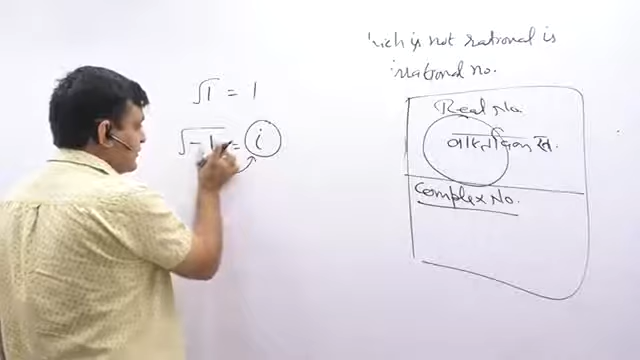 which is not rational is
irrational no.
√1 = 1
√-1 = i
Real No
वास्तविक सं.
Complex No.